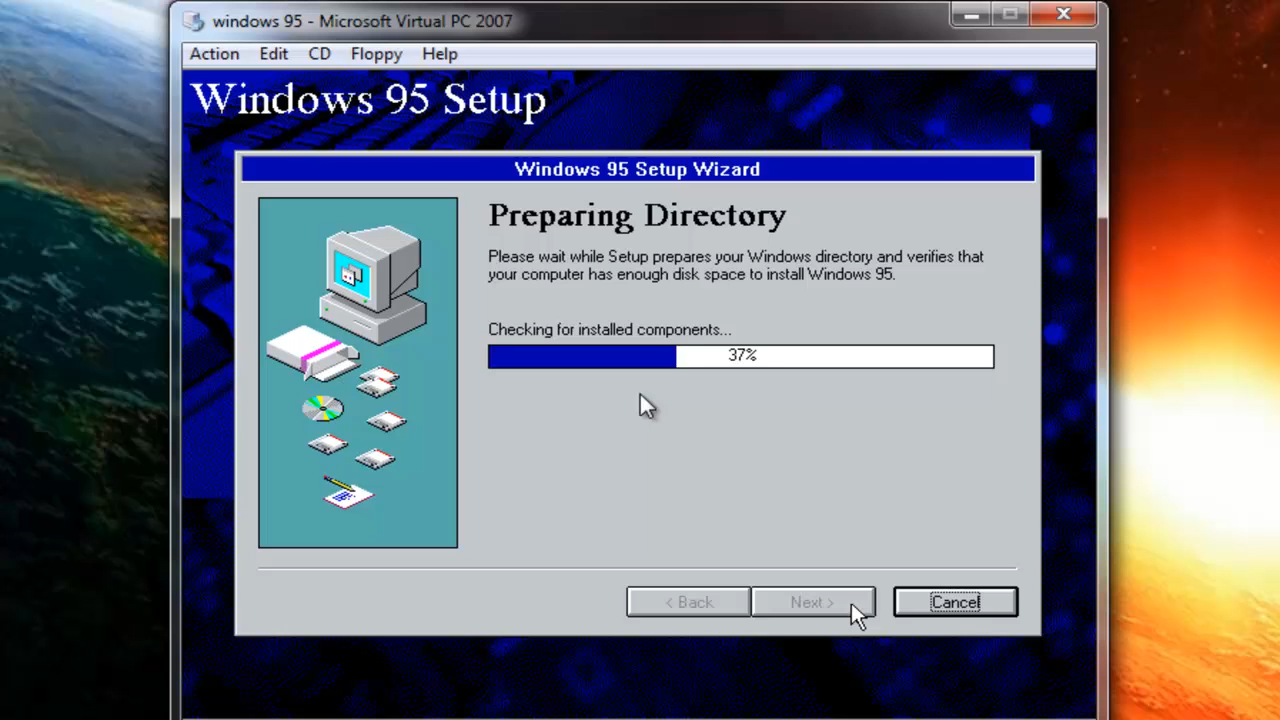 windows 95 - Microsoft Virtual PC 2007
Action Edit CD Floppy Help
Windows 95 Setup
Windows 95 Setup Wizard
Preparing Directory
Please wait while Setup prepares your Windows directory and verifies that
your computer has enough disk space to install Windows 95.
Checking for installed components...
37%
< Back Next > Cancel